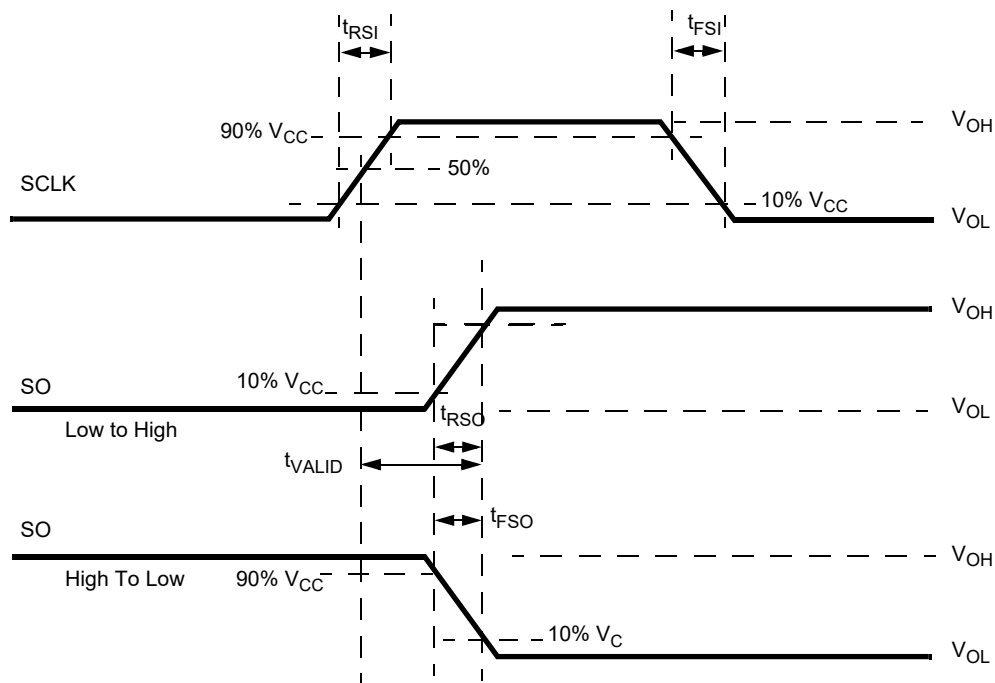 tRSI
tFSI
90% VCC
VOH
50%
SCLK
10% VCC
VOL
VOH
10% VCC
SO
tRSO
VOL
Low to High
tVALID
tFSO
SO
VOH
High To Low
90% VCC
10% VC
VOL